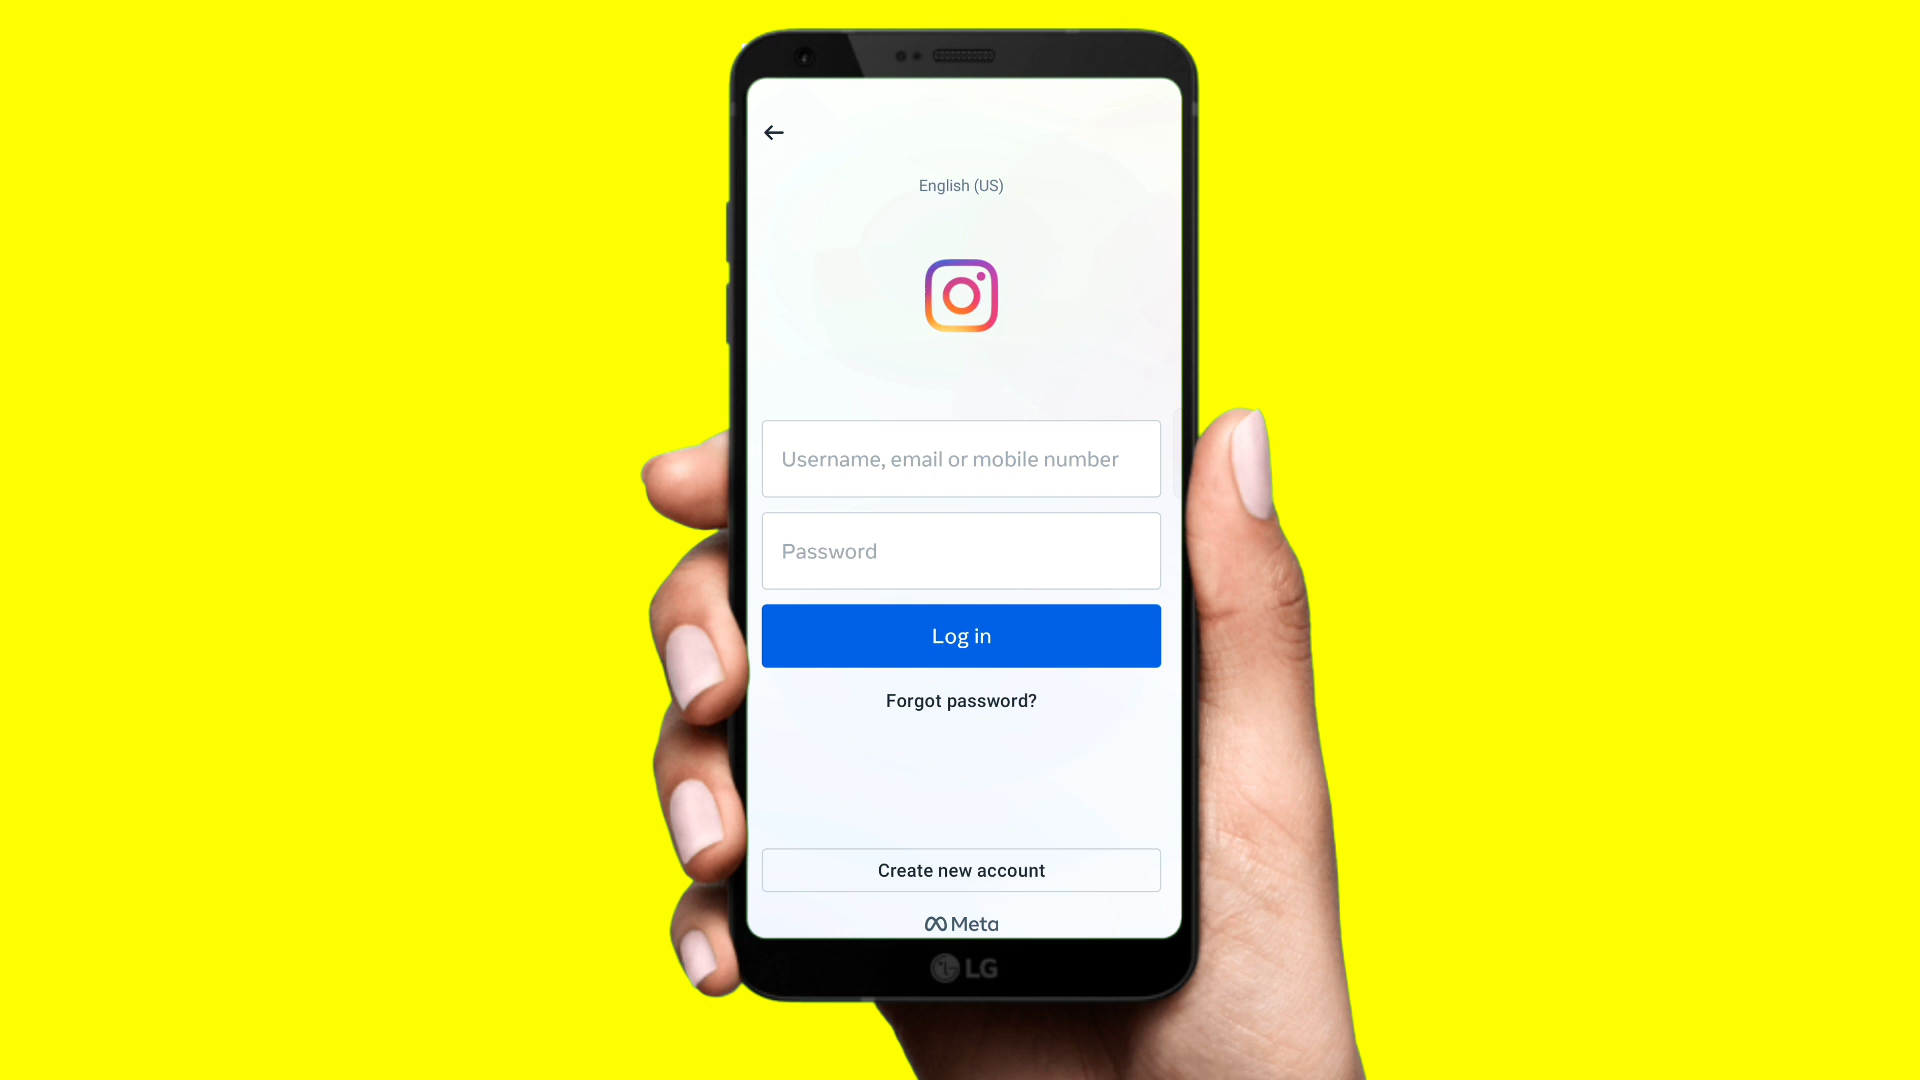 English (US)
Username, email or mobile number
Password
Log in
Forgot password?
Create new account
Meta
LG